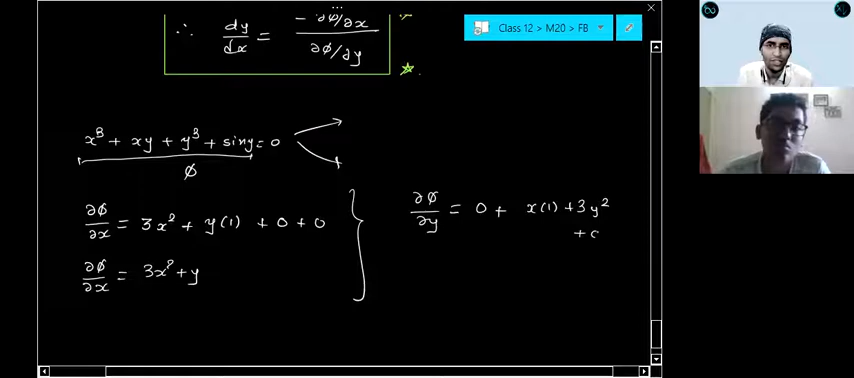 ∴ dy/dx = -∂φ/∂x / ∂φ/∂y
Class 12 > M20 > FB
x³ + xy + y³ + siny = 0
φ
∂φ/∂x = 3x² + y(1) + 0 + 0
∂φ/∂y = 0 + x(1) + 3y²
+ c
∂φ/∂x = 3x² + y